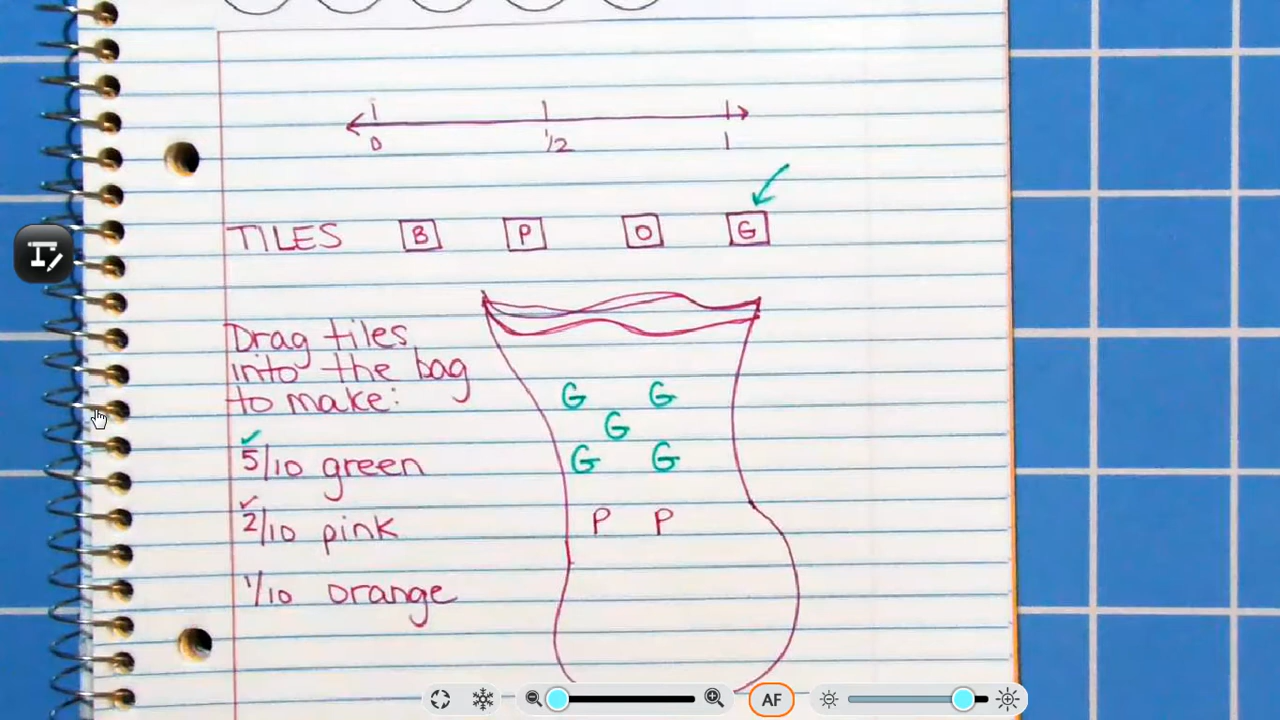 0 1/2 1
TILES B P O G
Drag tiles
into the bag
to make:
5/10 green
2/10 pink
1/10 orange
G G
G
G G
P P
AF